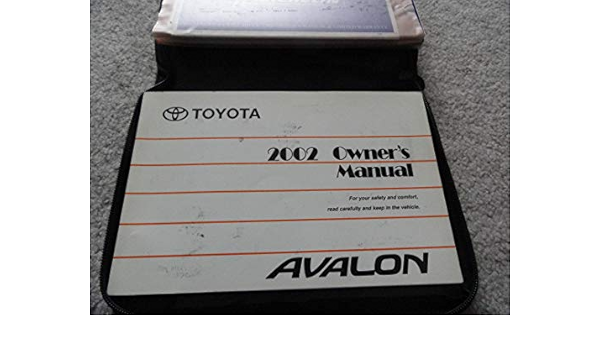 TOYOTA
2002 Owner's
Manual
For your safety and comfort,
read carefully and keep in the vehicle.
AVALON